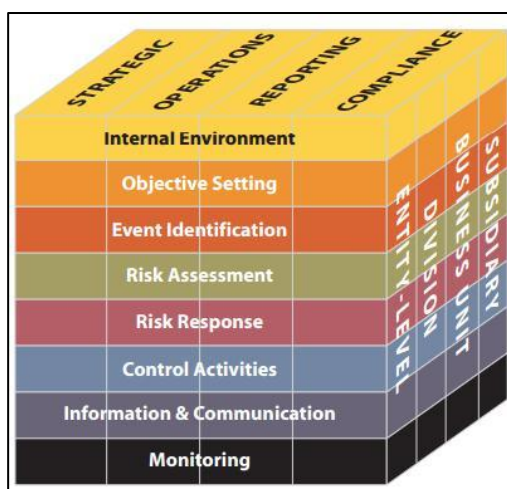 STRATEGIC
OPERATIONS
REPORTING
COMPLIANCE
Internal Environment
Objective Setting
Event Identification
Risk Assessment
Risk Response
Control Activities
Information & Communication
Monitoring
ENTITY-LEVEL
DIVISION
BUSINESS UNIT
SUBSIDIARY